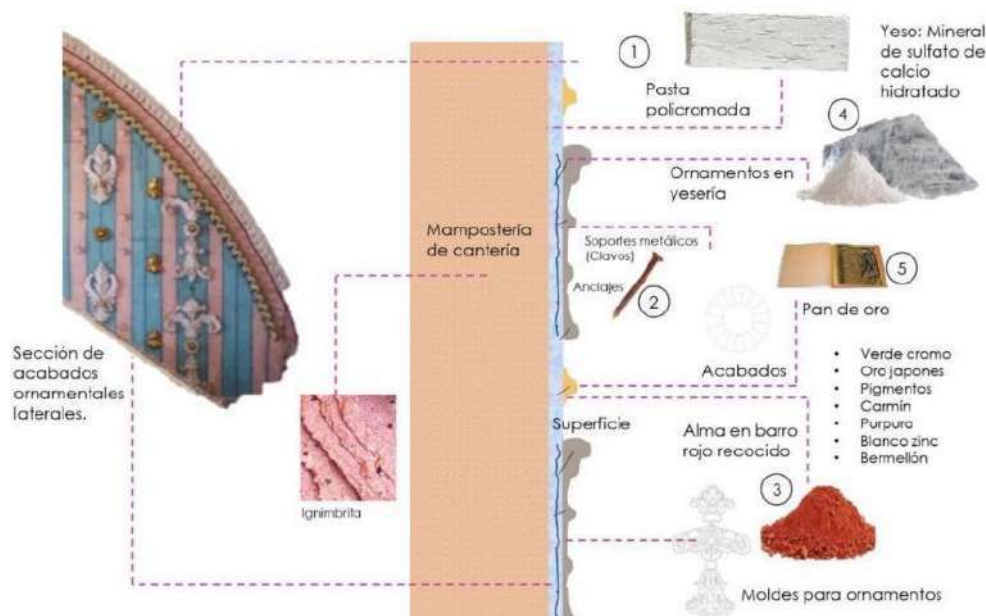 1
Pasta
policromada
Yeso: Mineral
de sulfato de
calcio
hidratado
4
Ornamentos en
yesería
Mampostería
de cantería
Soportes metálicos
(Clavos)
Anclajes
2
5
Pan de oro
Sección de
acabados
ornamentales
laterales.
Acabados
• Verde cromo
• Oro japones
• Pigmentos
• Carmín
• Purpura
• Blanco zinc
• Bermellón
Superficie
Alma en barro
rojo recocido
3
Ignimbrita
Moldes para ornamentos